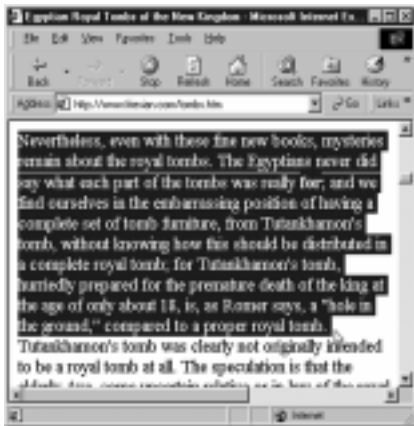 Egyptian Royal Tombs of the New Kingdom - Microsoft Internet Ex
File Edit View Favorites Tools Help
Back Forward Stop Refresh Home Search Favorites History
Address Go Links
Nevertheless, even with these fine new books, mysteries
remain about the royal tombs. The Egyptians never did
say what each part of the tombs was really for; and we
find ourselves in the embarrassing position of having a
complete set of tomb furniture, from Tutankhamon's
tomb, without knowing how this should be distributed in
a complete royal tomb, for Tutankhamon's tomb,
hurriedly prepared for the premature death of the king at
the age of only about 18, is, as Romer says, a "hole in
the ground," compared to a proper royal tomb.
Tutankhamon's tomb was clearly not originally intended
to be a royal tomb at all. The speculation is that the
Internet